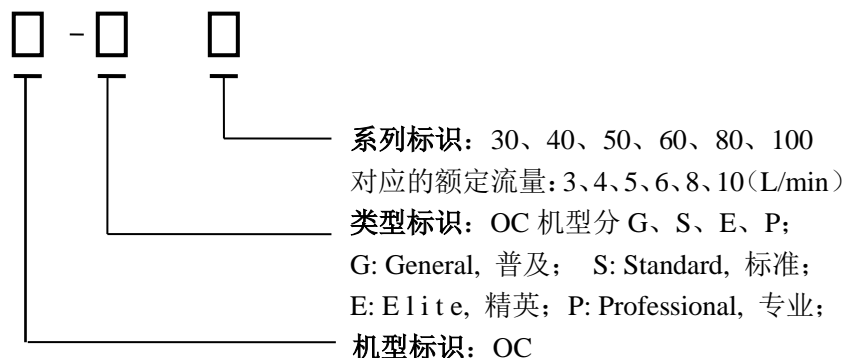 □-□ □
系列标识：30、40、50、60、80、100
对应的额定流量：3、4、5、6、8、10（L/min）
类型标识：OC 机型分 G、S、E、P；
G: General, 普及； S: Standard, 标准；
E: E l i t e, 精英；P: Professional, 专业；
机型标识：OC